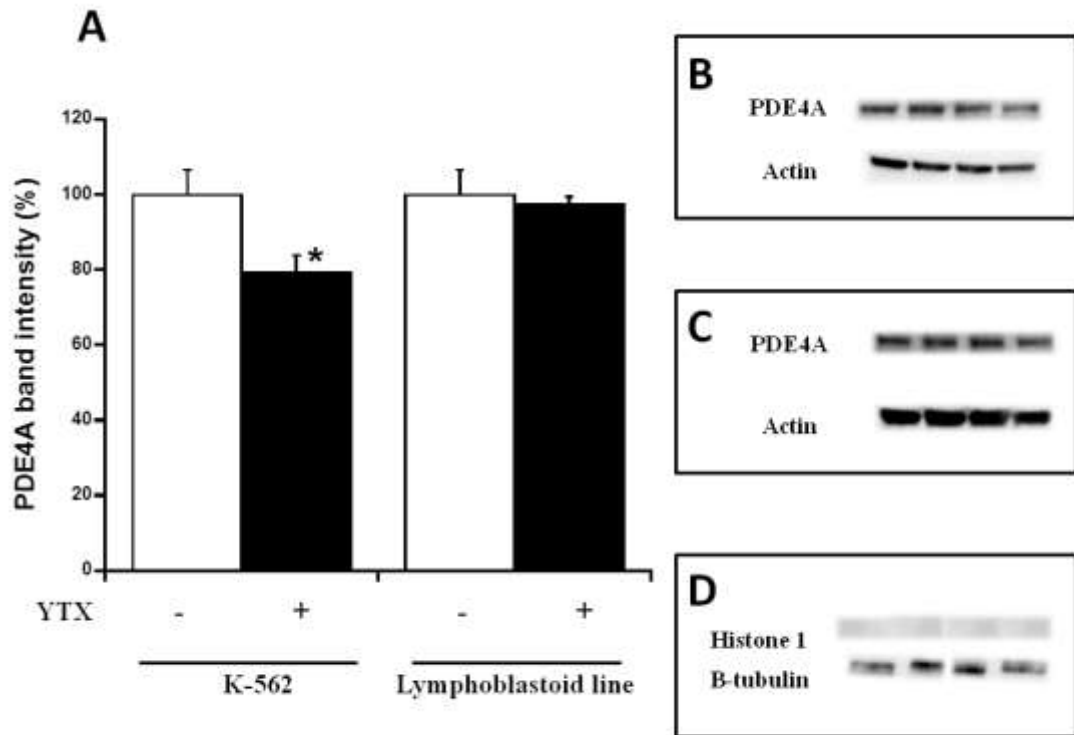 A
PDE4A band intensity (%)
120
100
80
60
40
20
0
*
YTX - + - +
K-562 Lymphoblastoid line
B
PDE4A
Actin
C
PDE4A
Actin
D
Histone 1
B-tubulin